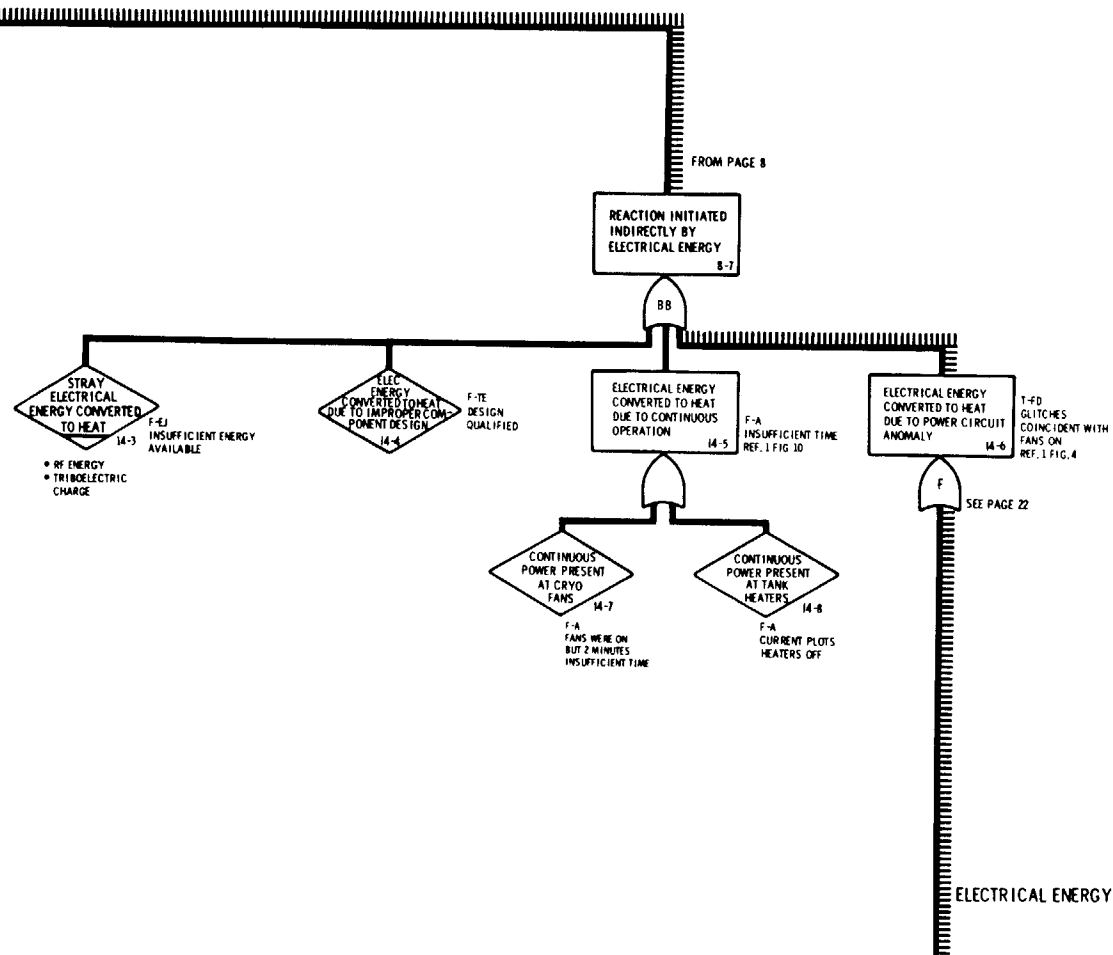 FROM PAGE 8
REACTION INITIATED
INDIRECTLY BY
ELECTRICAL ENERGY
8-7
BB
STRAY
ELECTRICAL
ENERGY CONVERTED
TO HEAT
14-3
F-EJ
INSUFFICIENT ENERGY
AVAILABLE
• RF ENERGY
• TRIBOELECTRIC
CHARGE
ELEC
ENERGY
CONVERTED TO HEAT
DUE TO IMPROPER COM-
PONENT DESIGN
14-4
F-TE
DESIGN
QUALIFIED
ELECTRICAL ENERGY
CONVERTED TO HEAT
DUE TO CONTINUOUS
OPERATION
14-5
F-A
INSUFFICIENT TIME
REF. 1 FIG 10
ELECTRICAL ENERGY
CONVERTED TO HEAT
DUE TO POWER CIRCUIT
ANOMALY
14-6
T-FD
GLITCHES
COINCIDENT WITH
FANS ON
REF. 1 FIG. 4
F
SEE PAGE 22
CONTINUOUS
POWER PRESENT
AT CRYO
FANS
14-7
F-A
FANS WERE ON
BUT 2 MINUTES
INSUFFICIENT TIME
CONTINUOUS
POWER PRESENT
AT TANK
HEATERS
14-8
F-A
CURRENT PLOTS
HEATERS OFF
ELECTRICAL ENERGY